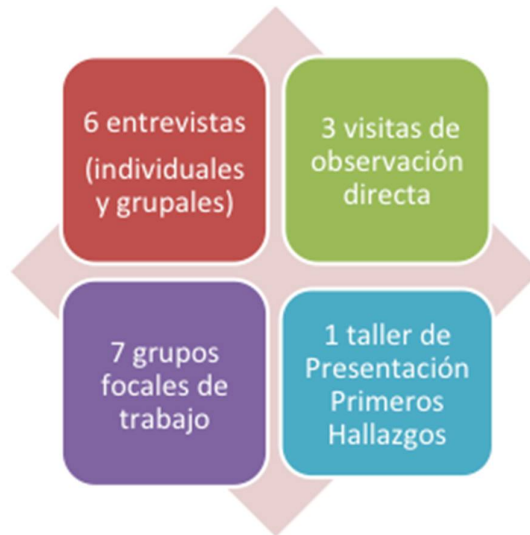 6 entrevistas
(individuales
y grupales)
3 visitas de
observación
directa
7 grupos
focales de
trabajo
1 taller de
Presentación
Primeros
Hallazgos